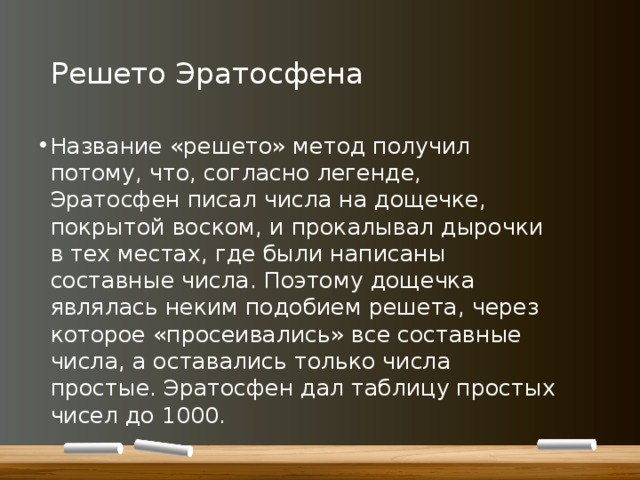 Решето Эратосфена
•Название «решето» метод получил
потому, что, согласно легенде,
Эратосфен писал числа на дощечке,
покрытой воском, и прокалывал дырочки
в тех местах, где были написаны
составные числа. Поэтому дощечка
являлась неким подобием решета, через
которое «просеивались» все составные
числа, а оставались только числа
простые. Эратосфен дал таблицу простых
чисел до 1000.